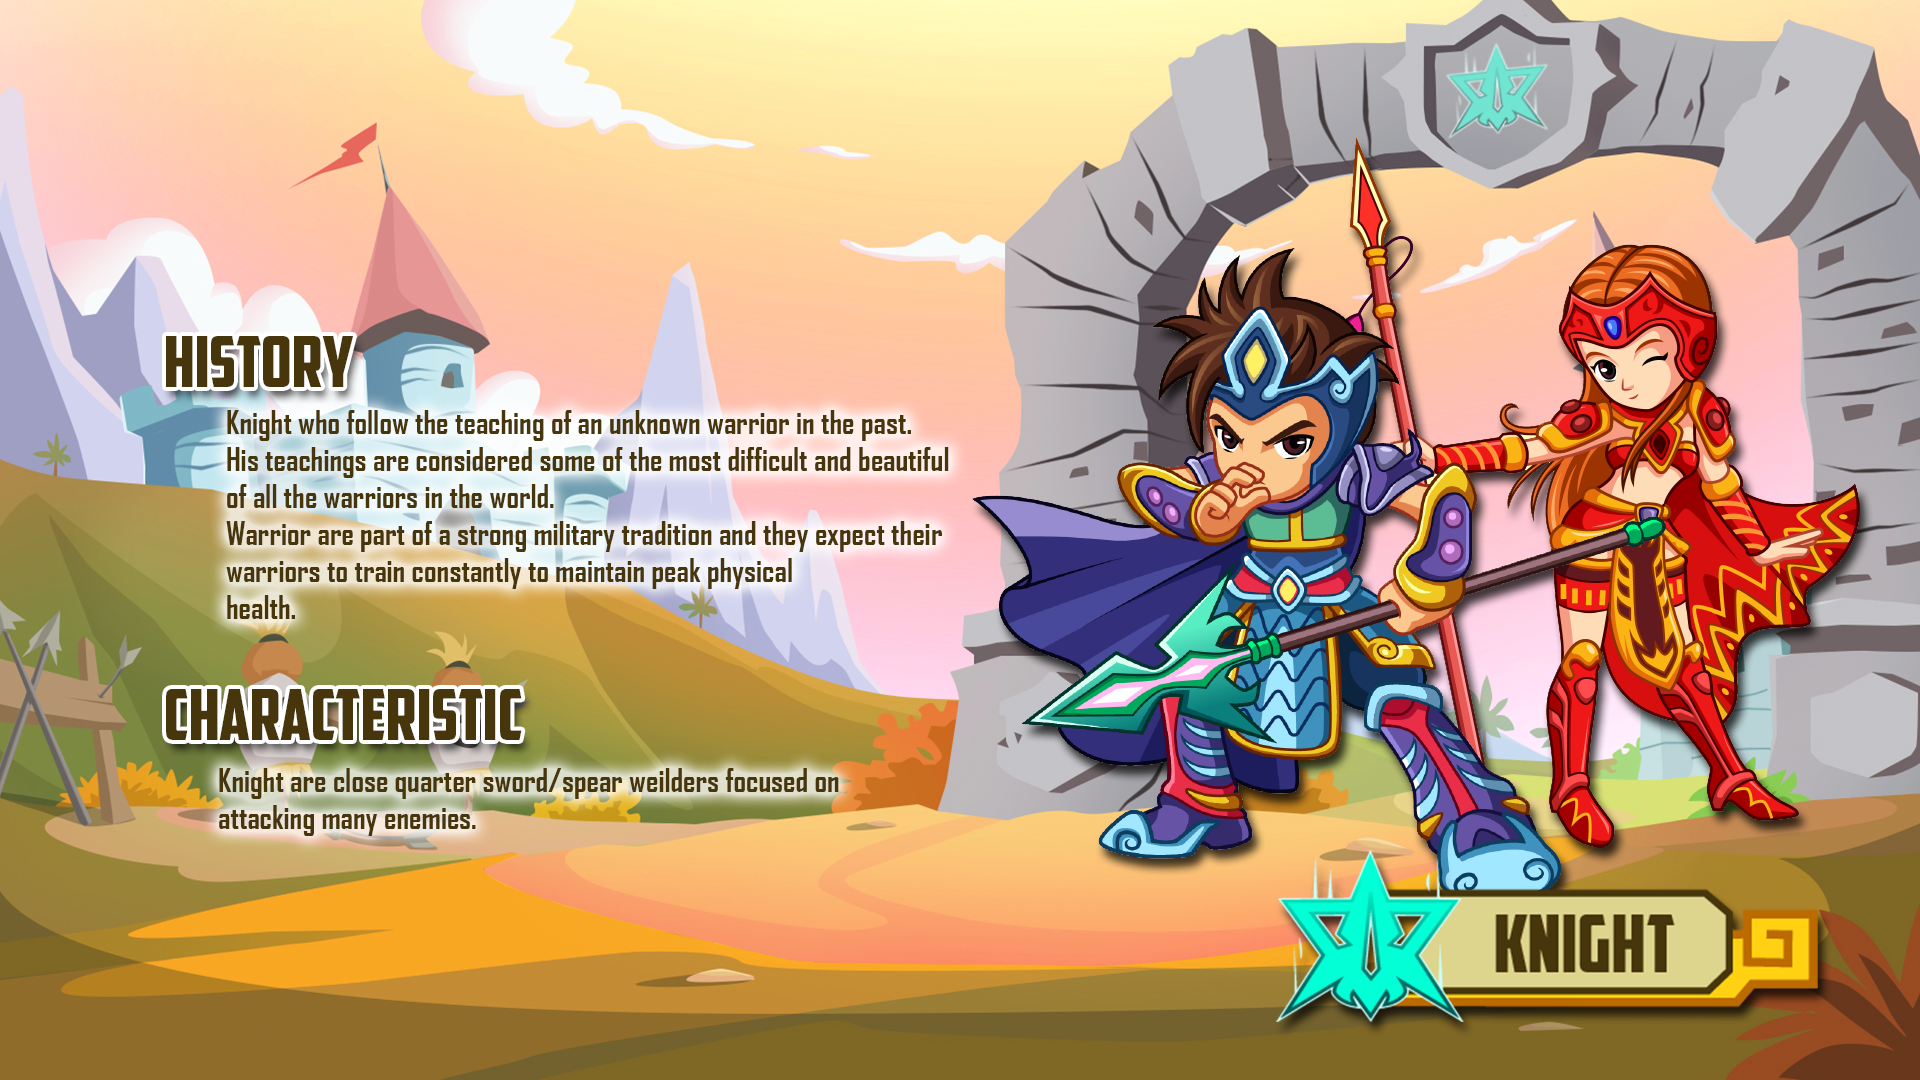 HISTORY
Knight who follow the teaching of an unknown warrior in the past.
His teachings are considered some of the most difficult and beautiful
of all the warriors in the world.
Warrior are part of a strong military tradition and they expect their
warriors to train constantly to maintain peak physical
health.
CHARACTERISTIC
Knight are close quarter sword/spear weilders focused on
attacking many enemies.
KNIGHT